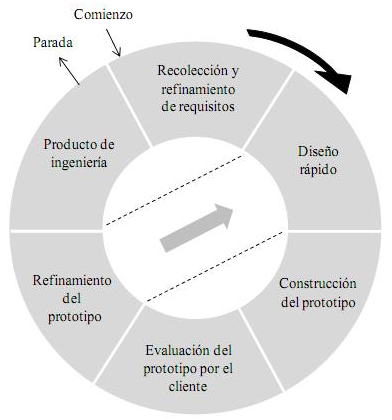 Comienzo
Parada
Recolección y
refinamiento
de requisitos
Diseño
rápido
Construcción
del prototipo
Evaluación del
prototipo por el
cliente
Refinamiento
del
prototipo
Producto de
ingeniería